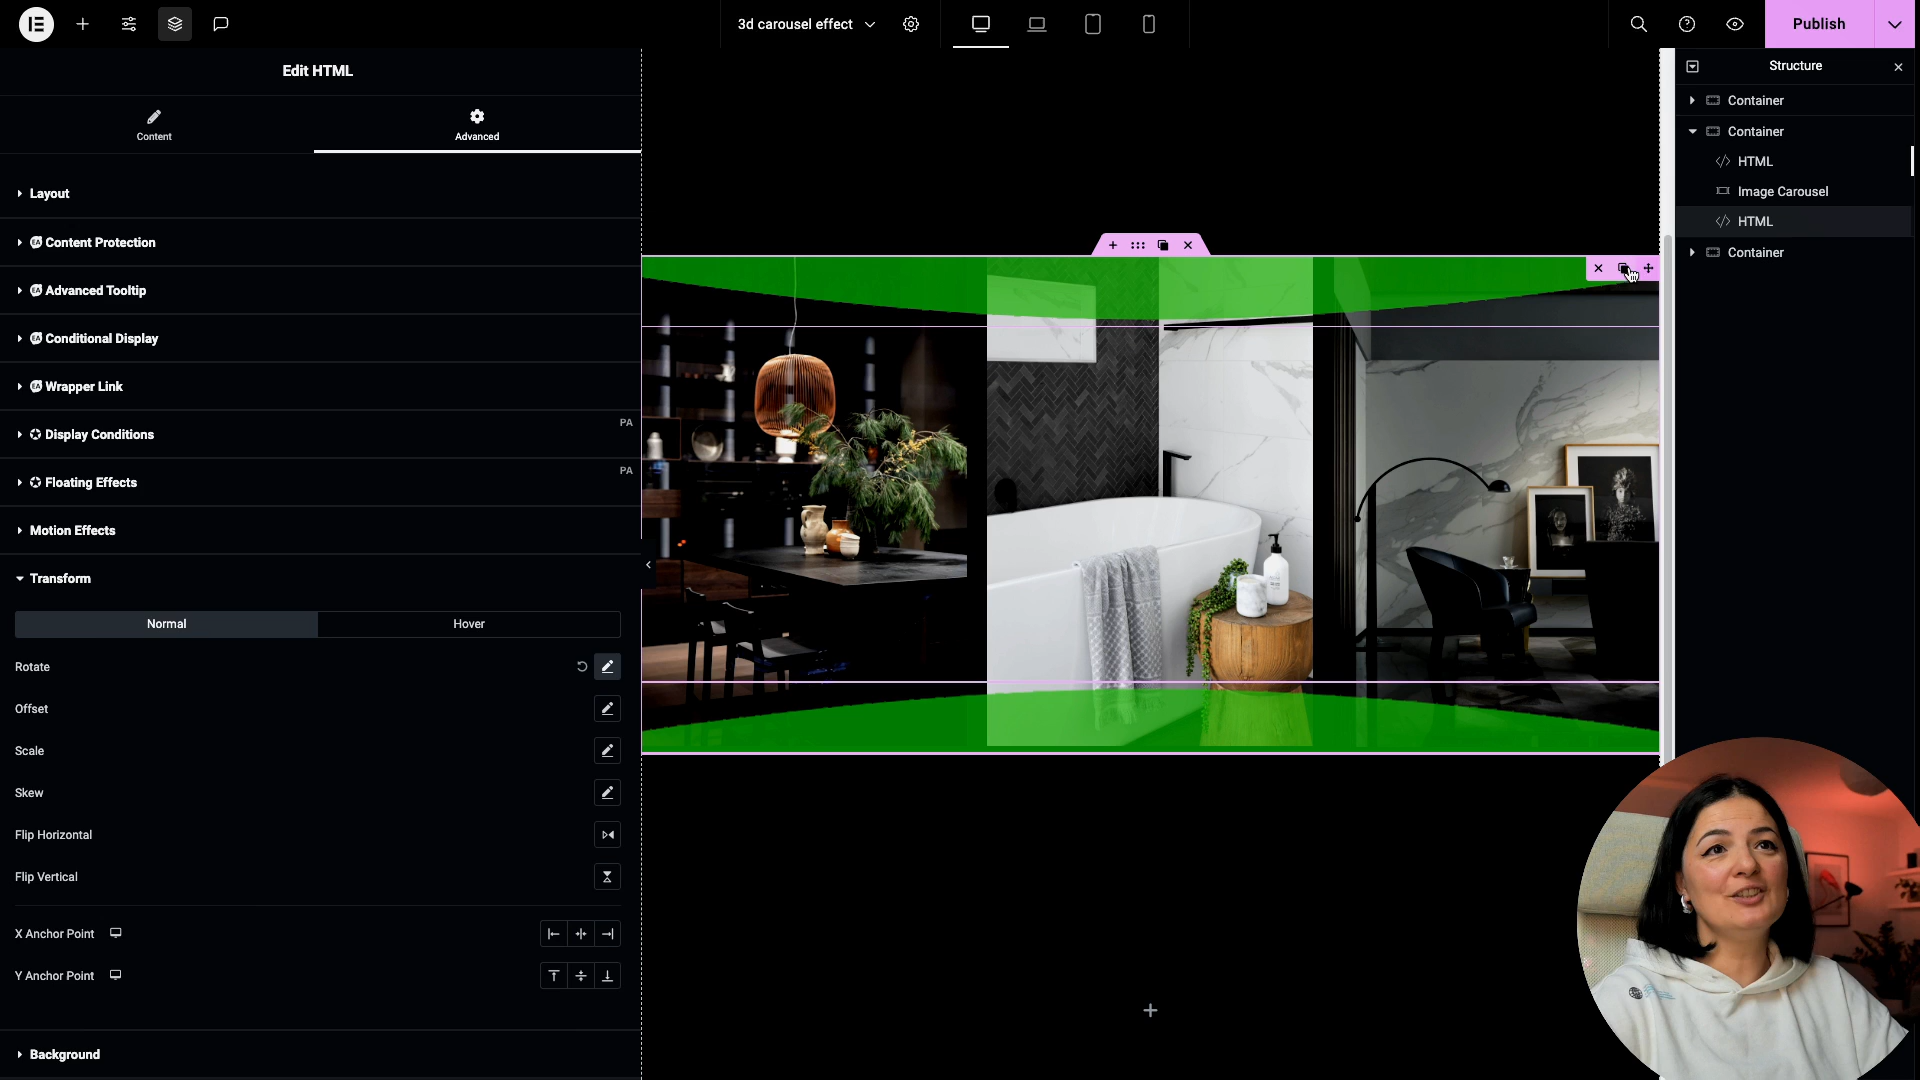 3d carousel effect
Publish
Edit HTML
Structure
Content
Advanced
Container
Container
HTML
Image Carousel
HTML
Container
Layout
Content Protection
Advanced Tooltip
Conditional Display
Wrapper Link
PA
Display Conditions
PA
Floating Effects
Motion Effects
Transform
Normal
Hover
Rotate
Offset
Scale
Skew
Flip Horizontal
Flip Vertical
X Anchor Point
Y Anchor Point
Background